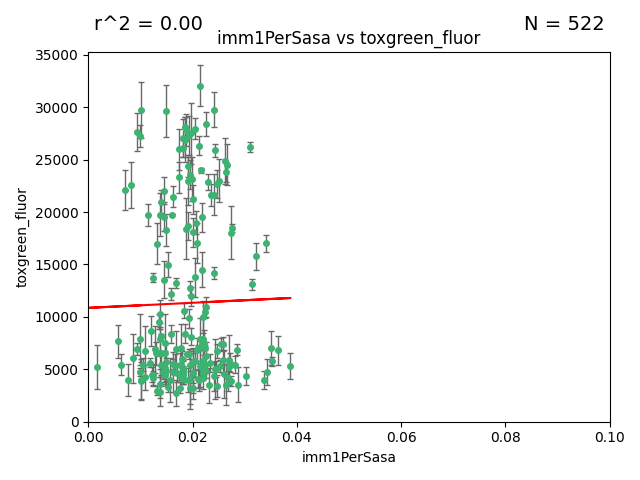 r^2 = 0.00
N = 522
imm1PerSasa vs toxgreen_fluor
35000
30000
25000
20000
15000
10000
5000
0
toxgreen_fluor
0.00
0.02
0.04
0.06
0.08
0.10
imm1PerSasa